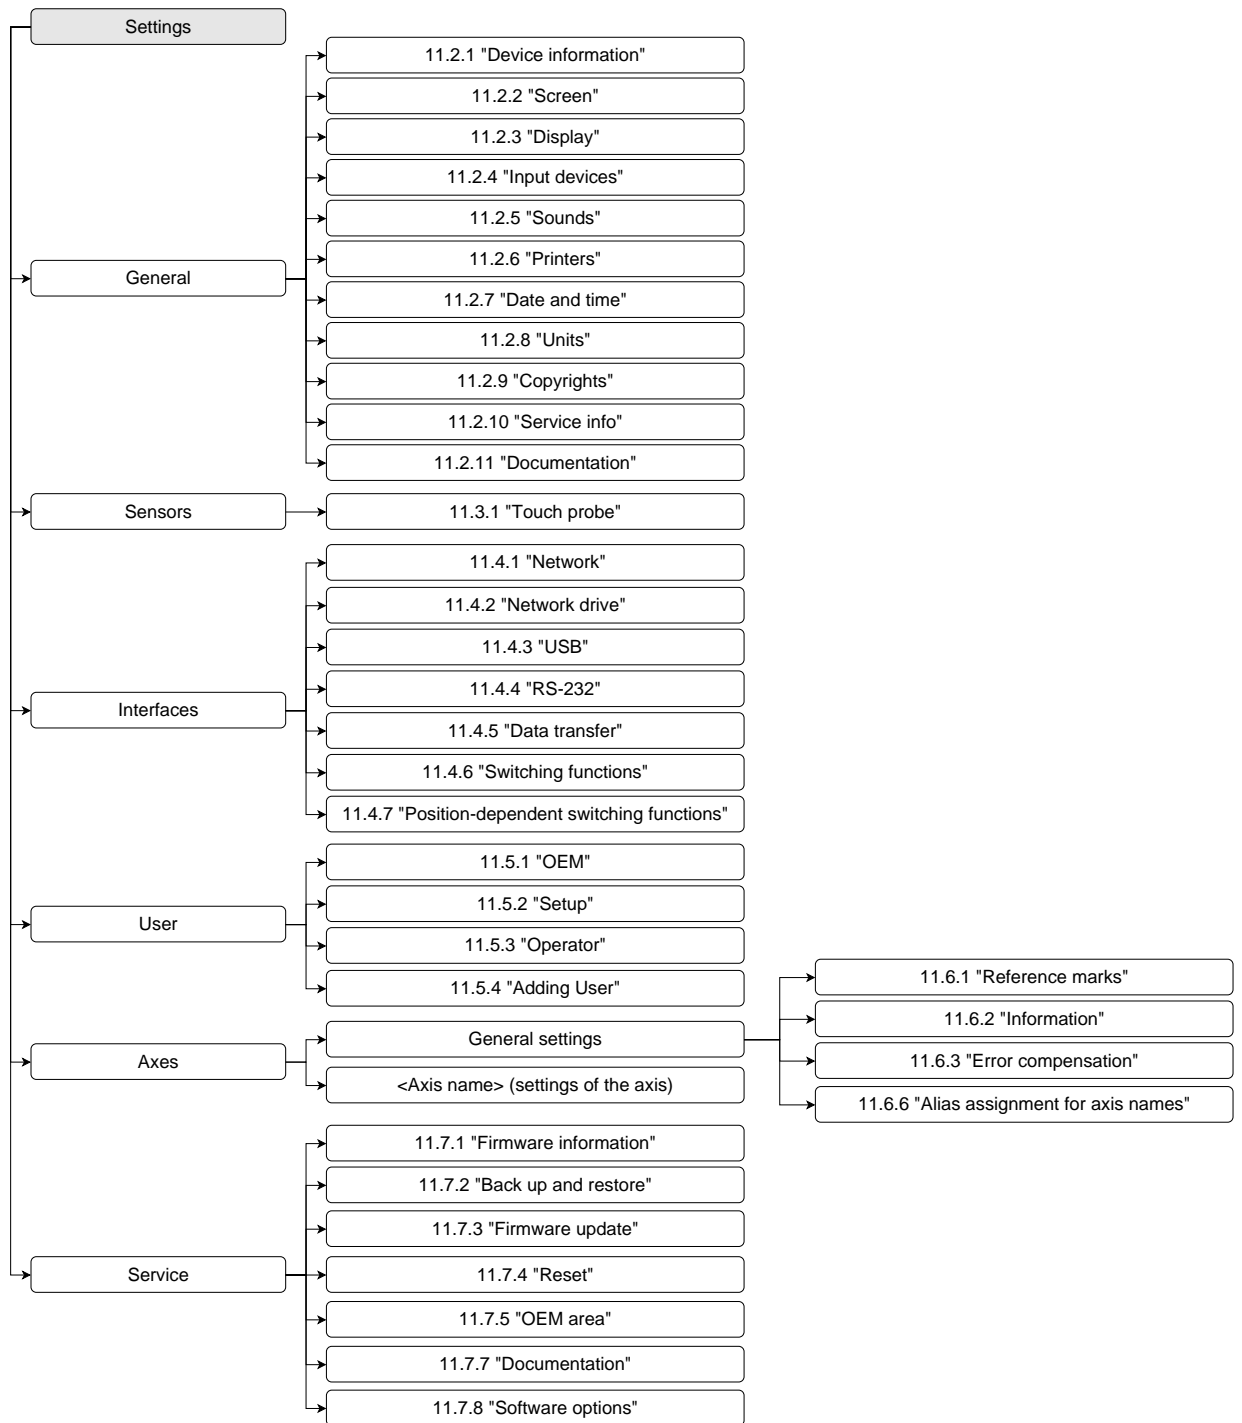 Settings
General
11.2.1 "Device information"
11.2.2 "Screen"
11.2.3 "Display"
11.2.4 "Input devices"
11.2.5 "Sounds"
11.2.6 "Printers"
11.2.7 "Date and time"
11.2.8 "Units"
11.2.9 "Copyrights"
11.2.10 "Service info"
11.2.11 "Documentation"
Sensors
11.3.1 "Touch probe"
Interfaces
11.4.1 "Network"
11.4.2 "Network drive"
11.4.3 "USB"
11.4.4 "RS-232"
11.4.5 "Data transfer"
11.4.6 "Switching functions"
11.4.7 "Position-dependent switching functions"
User
11.5.1 "OEM"
11.5.2 "Setup"
11.5.3 "Operator"
11.5.4 "Adding User"
Axes
General settings
11.6.1 "Reference marks"
11.6.2 "Information"
11.6.3 "Error compensation"
11.6.6 "Alias assignment for axis names"
<Axis name> (settings of the axis)
Service
11.7.1 "Firmware information"
11.7.2 "Back up and restore"
11.7.3 "Firmware update"
11.7.4 "Reset"
11.7.5 "OEM area"
11.7.7 "Documentation"
11.7.8 "Software options"